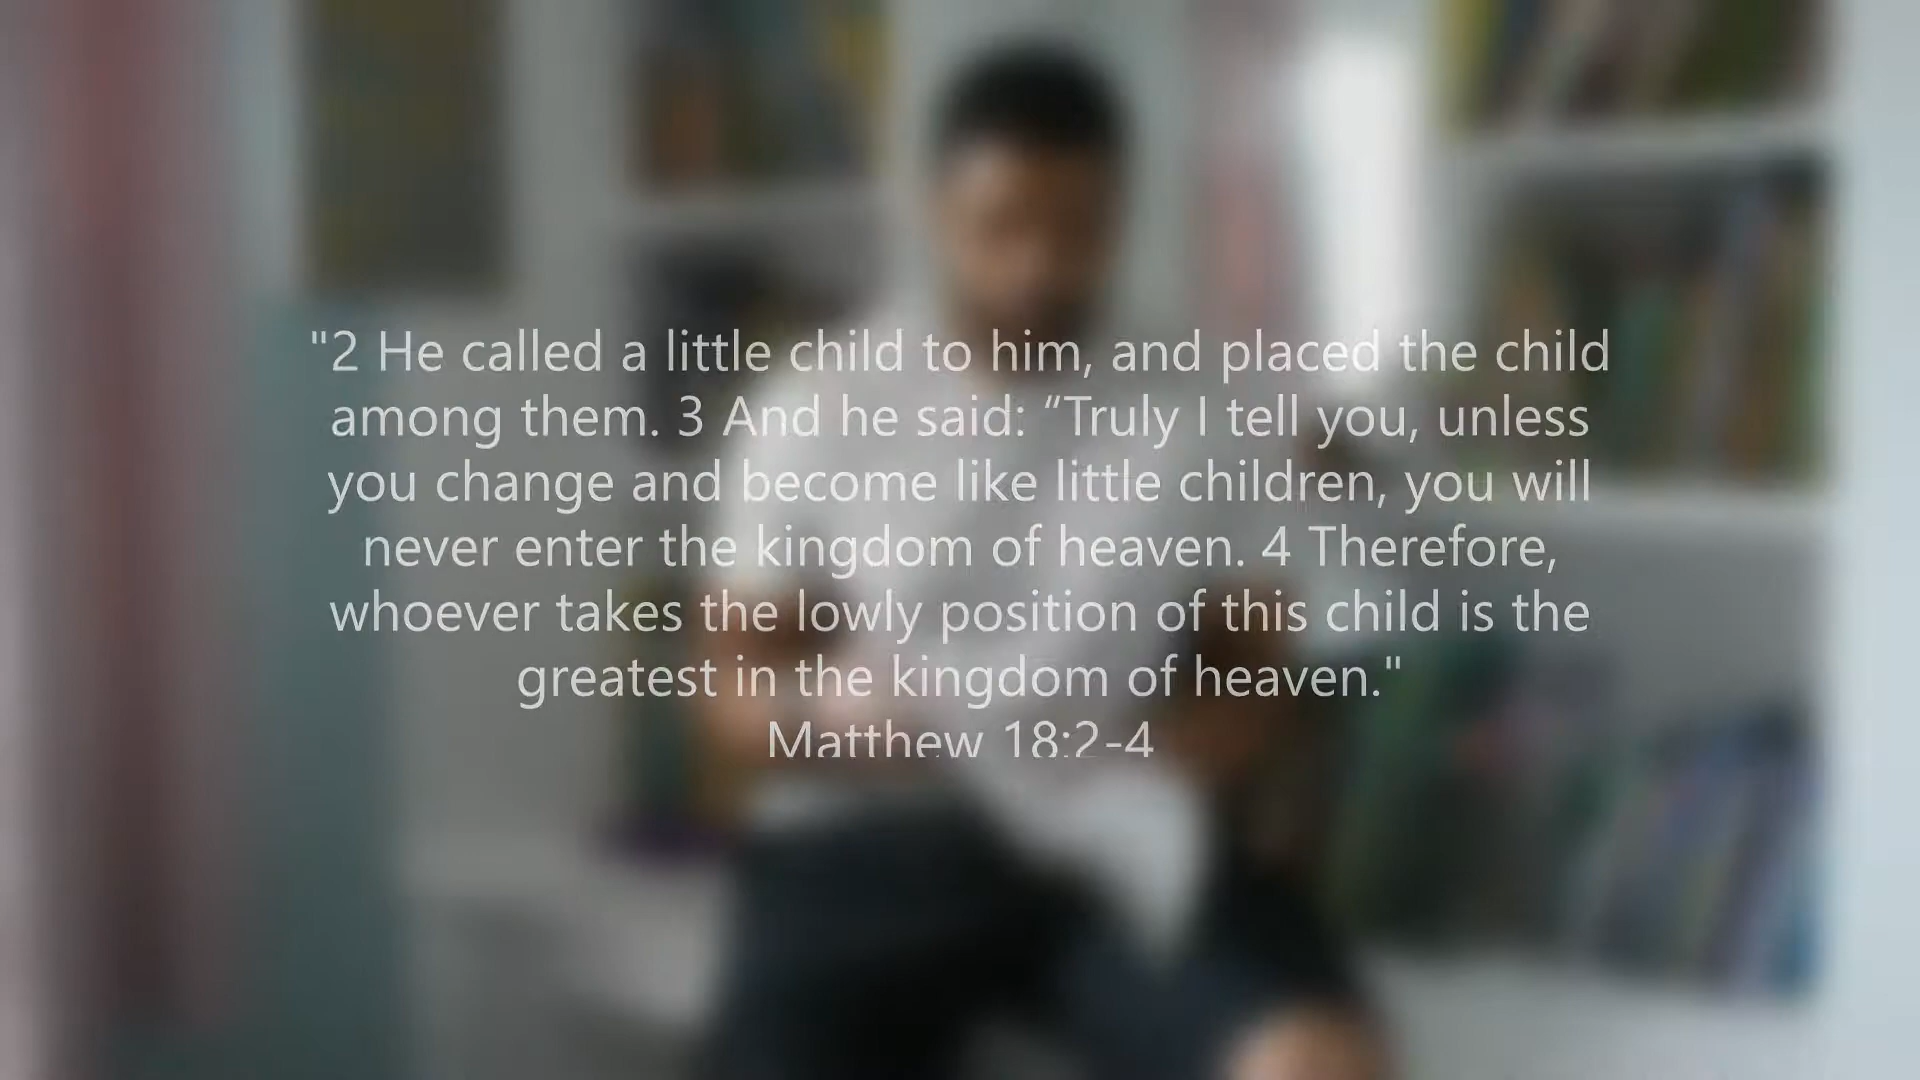 "2 He called a little child to him, and placed the child
among them. 3 And he said: “Truly I tell you, unless
you change and become like little children, you will
never enter the kingdom of heaven. 4 Therefore,
whoever takes the lowly position of this child is the
greatest in the kingdom of heaven."
Matthew 18:2-4